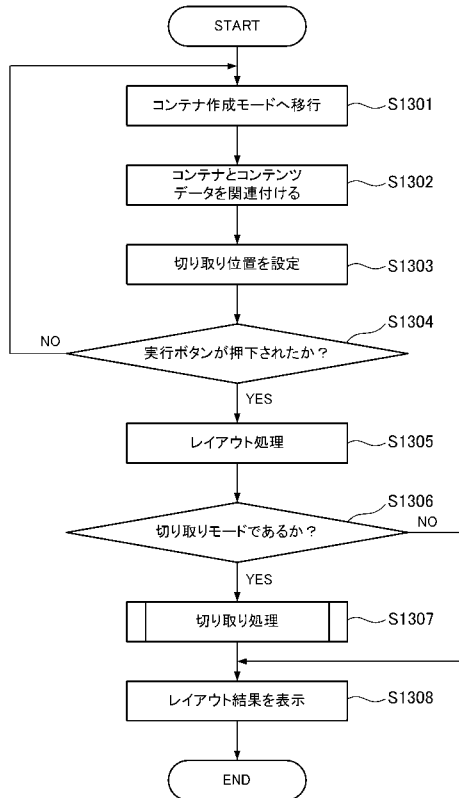 START
コンテナ作成モードへ移行
S1301
コンテナとコンテンツ
データを関連付ける
S1302
切り取り位置を設定
S1303
S1304
NO
実行ボタンが押下されたか？
YES
レイアウト処理
S1305
S1306
切り取りモードであるか？
NO
YES
切り取り処理
S1307
レイアウト結果を表示
S1308
END